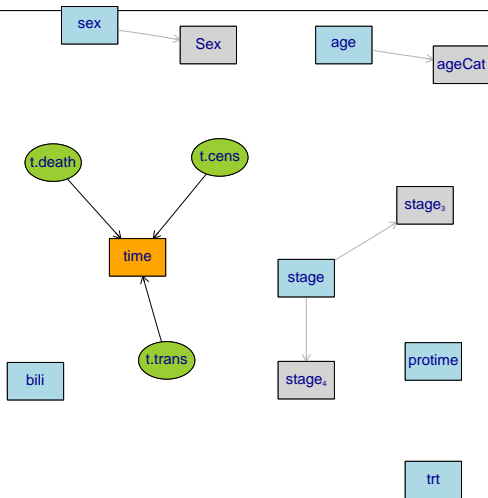 sex
Sex
age
ageCat
t.death
t.cens
stage₃
time
stage
t.trans
protime
bili
stage₄
trt